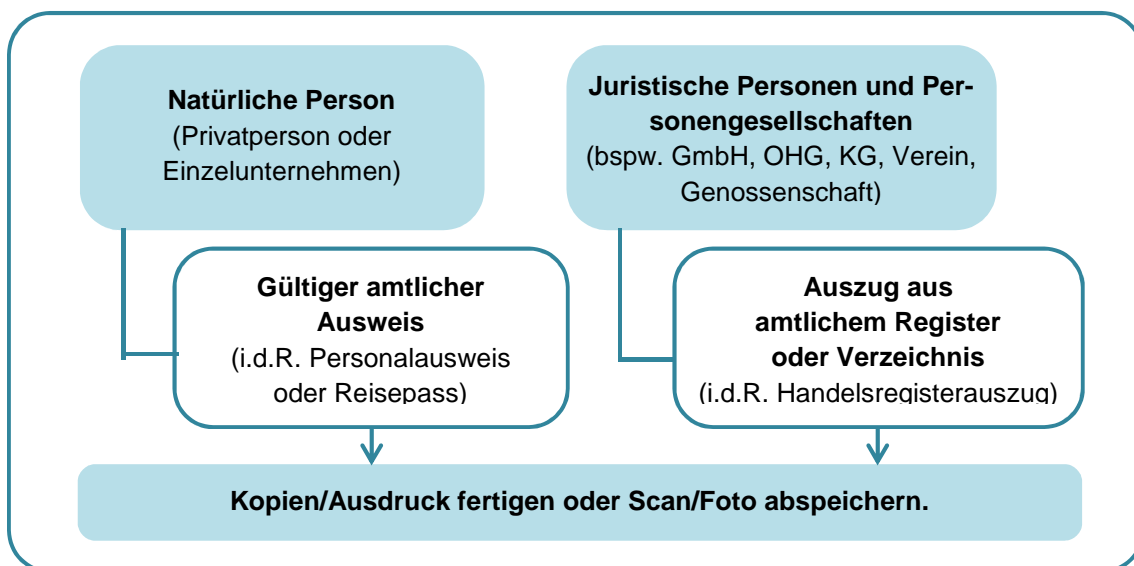 Natürliche Person
(Privatperson oder
Einzelunternehmen)
Juristische Personen und Per-
sonengesellschaften
(bspw. GmbH, OHG, KG, Verein,
Genossenschaft)
Gültiger amtlicher
Ausweis
(i.d.R. Personalausweis
oder Reisepass)
Auszug aus
amtlichem Register
oder Verzeichnis
(i.d.R. Handelsregisterauszug)
Kopien/Ausdruck fertigen oder Scan/Foto abspeichern.